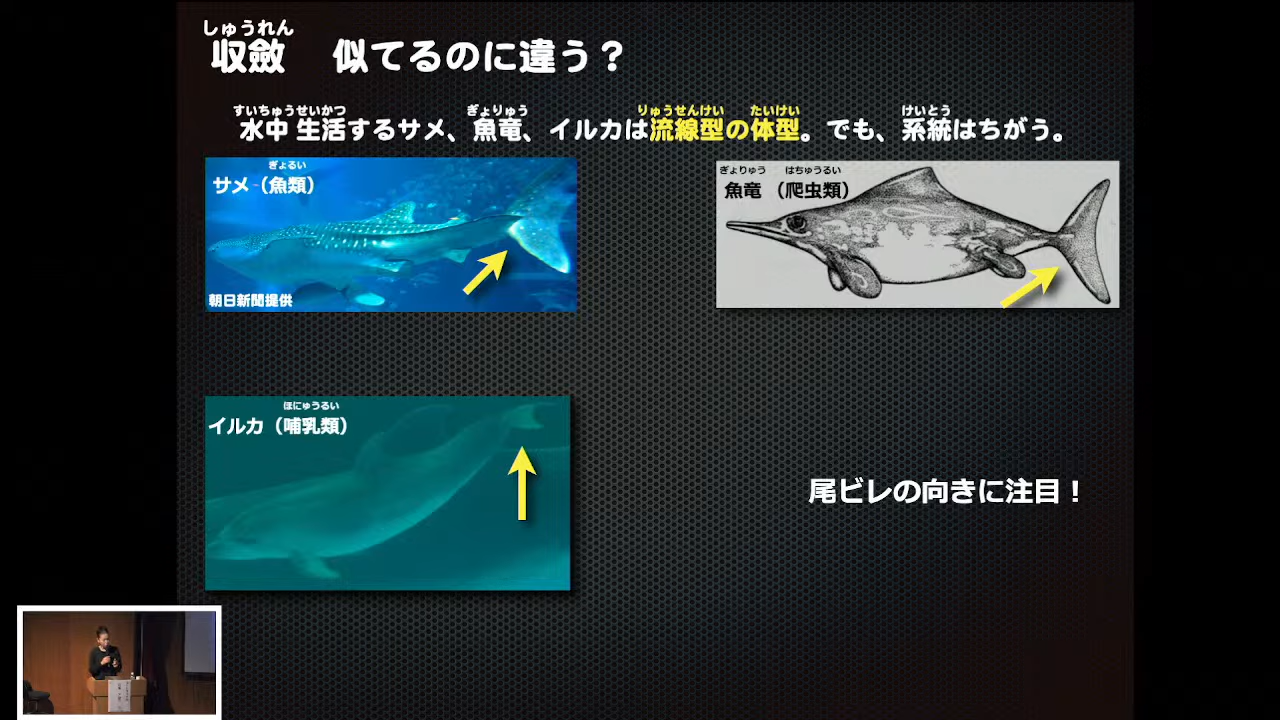 しゅうれん
収斂 似てるのに違う？
すいちゅうせいかつ ぎょりゅう りゅうせんけい たいけい けいとう
水中 生活するサメ、魚竜、イルカは流線型の体型。でも、系統はちがう。
ぎょるい
サメ （魚類）
朝日新聞提供
ぎょりゅう はちゅうるい
魚竜 （爬虫類）
ほにゅうるい
イルカ（哺乳類）
尾ビレの向きに注目！